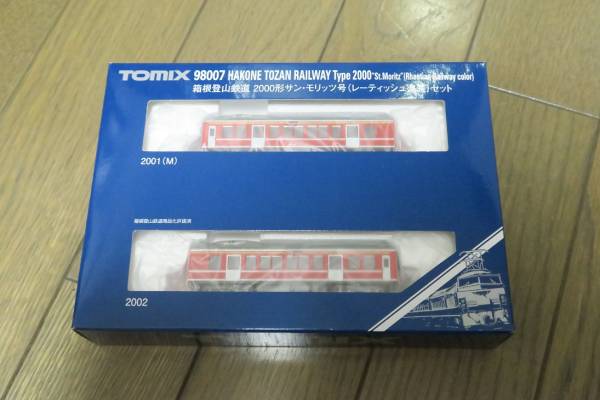 TOMIX 98007 HAKONE TOZAN RAILWAY Type 2000 "St.Moritz" (Rhaetian Railway color)
箱根登山鉄道 2000形サン・モリッツ号(レーティッシュ塗装)セット
2001(M)
箱根登山鉄道商品化許諾済
2002